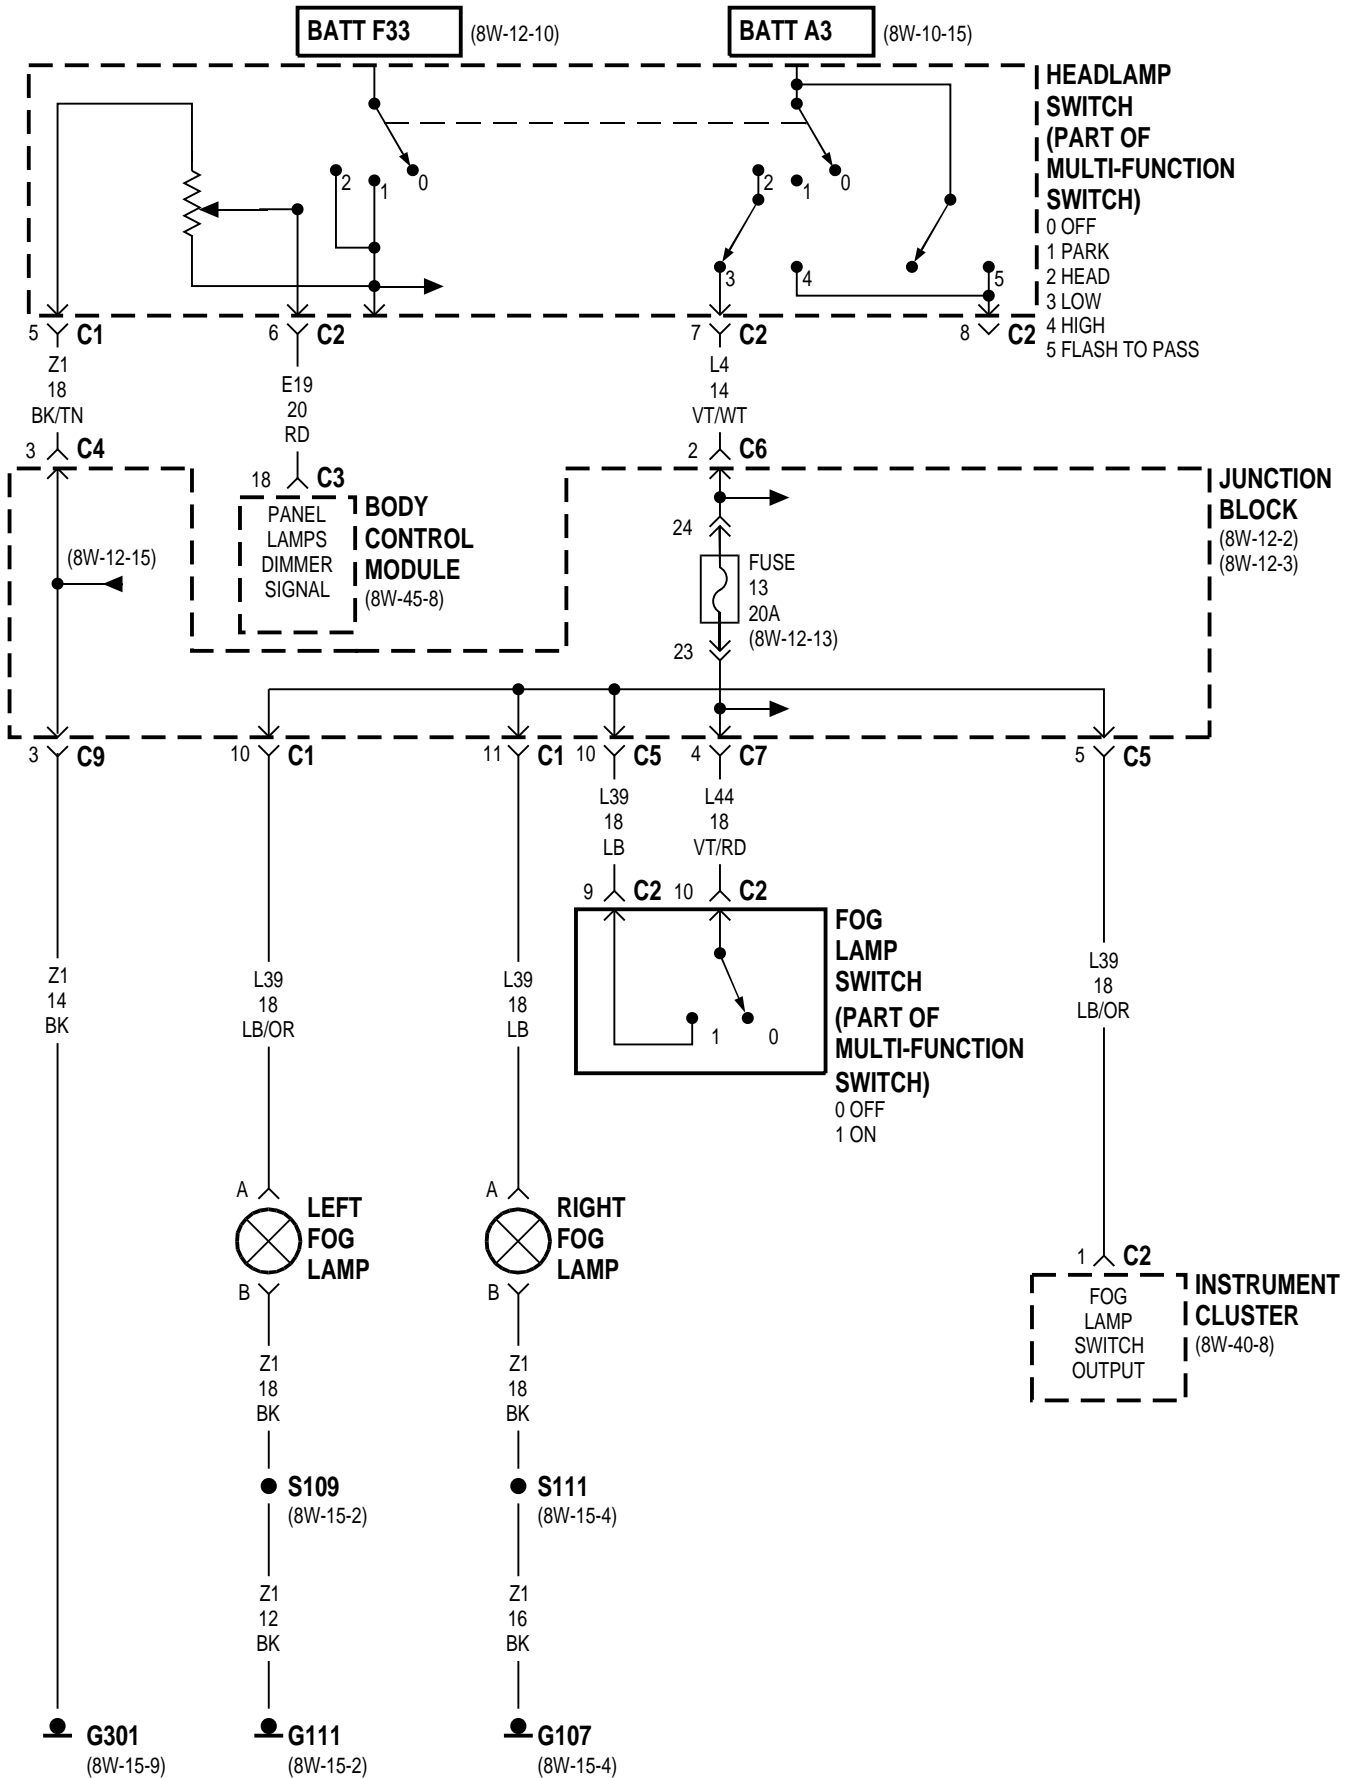 BATT F33 (8W-12-10) BATT A3 (8W-10-15)
HEADLAMP
SWITCH
(PART OF
MULTI-FUNCTION
SWITCH)
0 OFF
1 PARK
2 HEAD
3 LOW
4 HIGH
5 FLASH TO PASS
2 1 0 2 1 0
3 4 5
5 C1 6 C2 7 C2 8 C2
Z1
18
BK/TN
E19
20
RD
L4
14
VT/WT
3 C4 18 C3 2 C6
PANEL
LAMPS
DIMMER
SIGNAL
BODY
CONTROL
MODULE
(8W-45-8)
JUNCTION
BLOCK
(8W-12-2)
(8W-12-3)
(8W-12-15)
24
FUSE
13
20A
(8W-12-13)
23
3 C9 10 C1 11 C1 10 C5 4 C7 5 C5
L39
18
LB
L44
18
VT/RD
9 C2 10 C2
FOG
LAMP
SWITCH
(PART OF
MULTI-FUNCTION
SWITCH)
0 OFF
1 ON
1 0
Z1
14
BK
L39
18
LB/OR
L39
18
LB
L39
18
LB/OR
A
LEFT
FOG
LAMP
B
A
RIGHT
FOG
LAMP
B
1 C2
FOG
LAMP
SWITCH
OUTPUT
INSTRUMENT
CLUSTER
(8W-40-8)
Z1
18
BK
Z1
18
BK
S109
(8W-15-2)
S111
(8W-15-4)
Z1
12
BK
Z1
16
BK
G301
(8W-15-9)
G111
(8W-15-2)
G107
(8W-15-4)